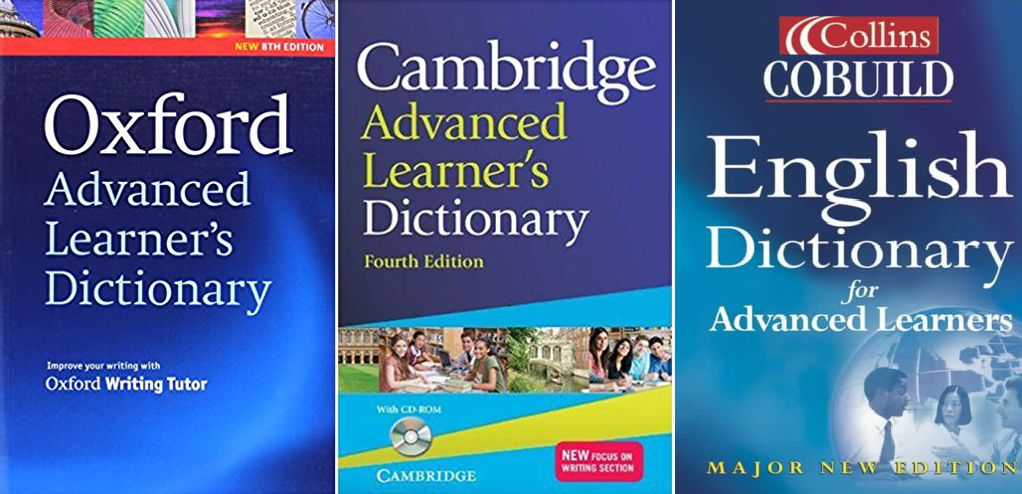 NEW 8TH EDITION
Oxford
Advanced
Learner's
Dictionary
Improve your writing with
Oxford Writing Tutor
Cambridge
Advanced
Learner's
Dictionary
Fourth Edition
With CD-ROM
CAMBRIDGE
NEW FOCUS ON
WRITING SECTION
Collins
COBUILD
English
Dictionary
for
Advanced Learners
MAJOR NEW EDITION